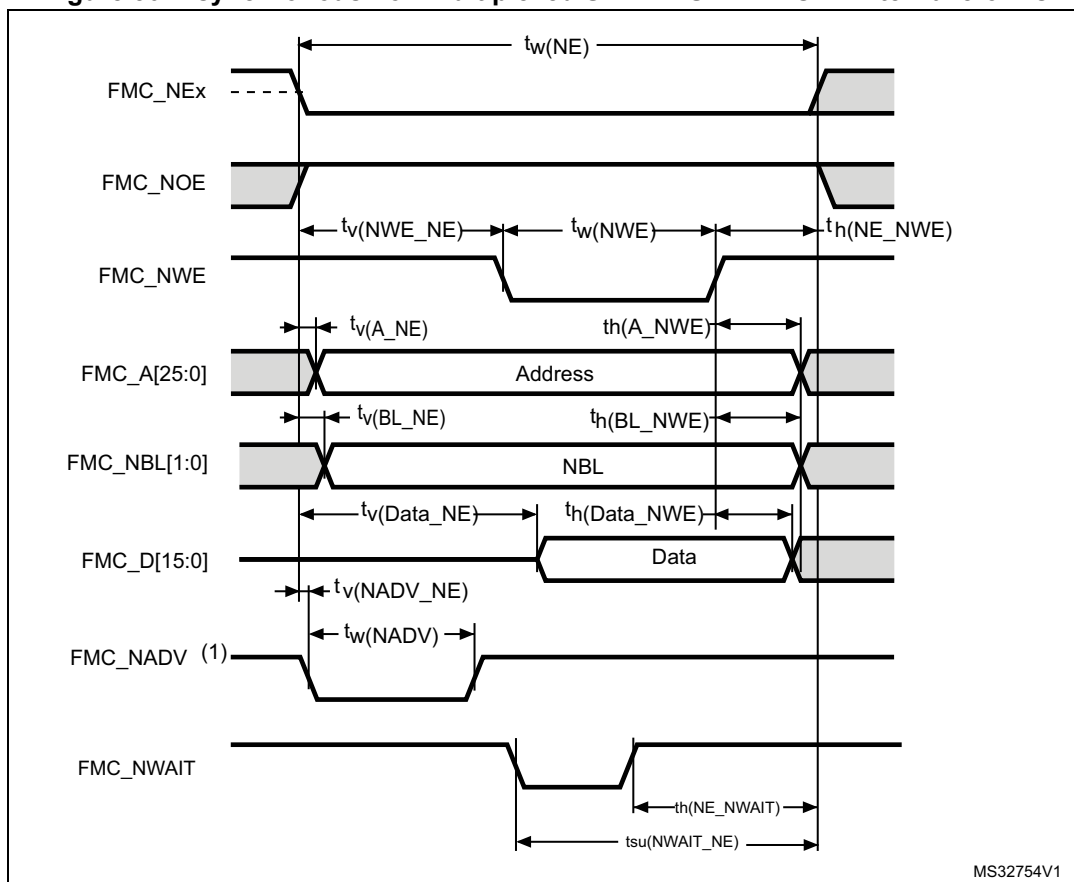 tw(NE)
FMC_NEx
FMC_NOE
tv(NWE_NE)
tw(NWE)
th(NE_NWE)
FMC_NWE
tv(A_NE)
th(A_NWE)
FMC_A[25:0]
Address
tv(BL_NE)
th(BL_NWE)
FMC_NBL[1:0]
NBL
tv(Data_NE)
th(Data_NWE)
FMC_D[15:0]
Data
tv(NADV_NE)
tw(NADV)
FMC_NADV (1)
FMC_NWAIT
th(NE_NWAIT)
tsu(NWAIT_NE)
MS32754V1